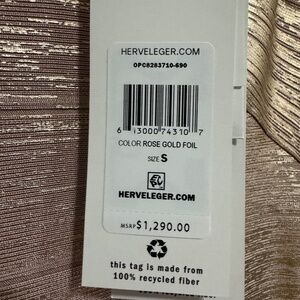 HERVELEGER.COM
OPC8283710-690
6 13000 74310 7
COLOR ROSE GOLD FOIL
SIZE S
HERVELEGER.COM
MSRP $1,290.00
this tag is made from
100% recycled fiber